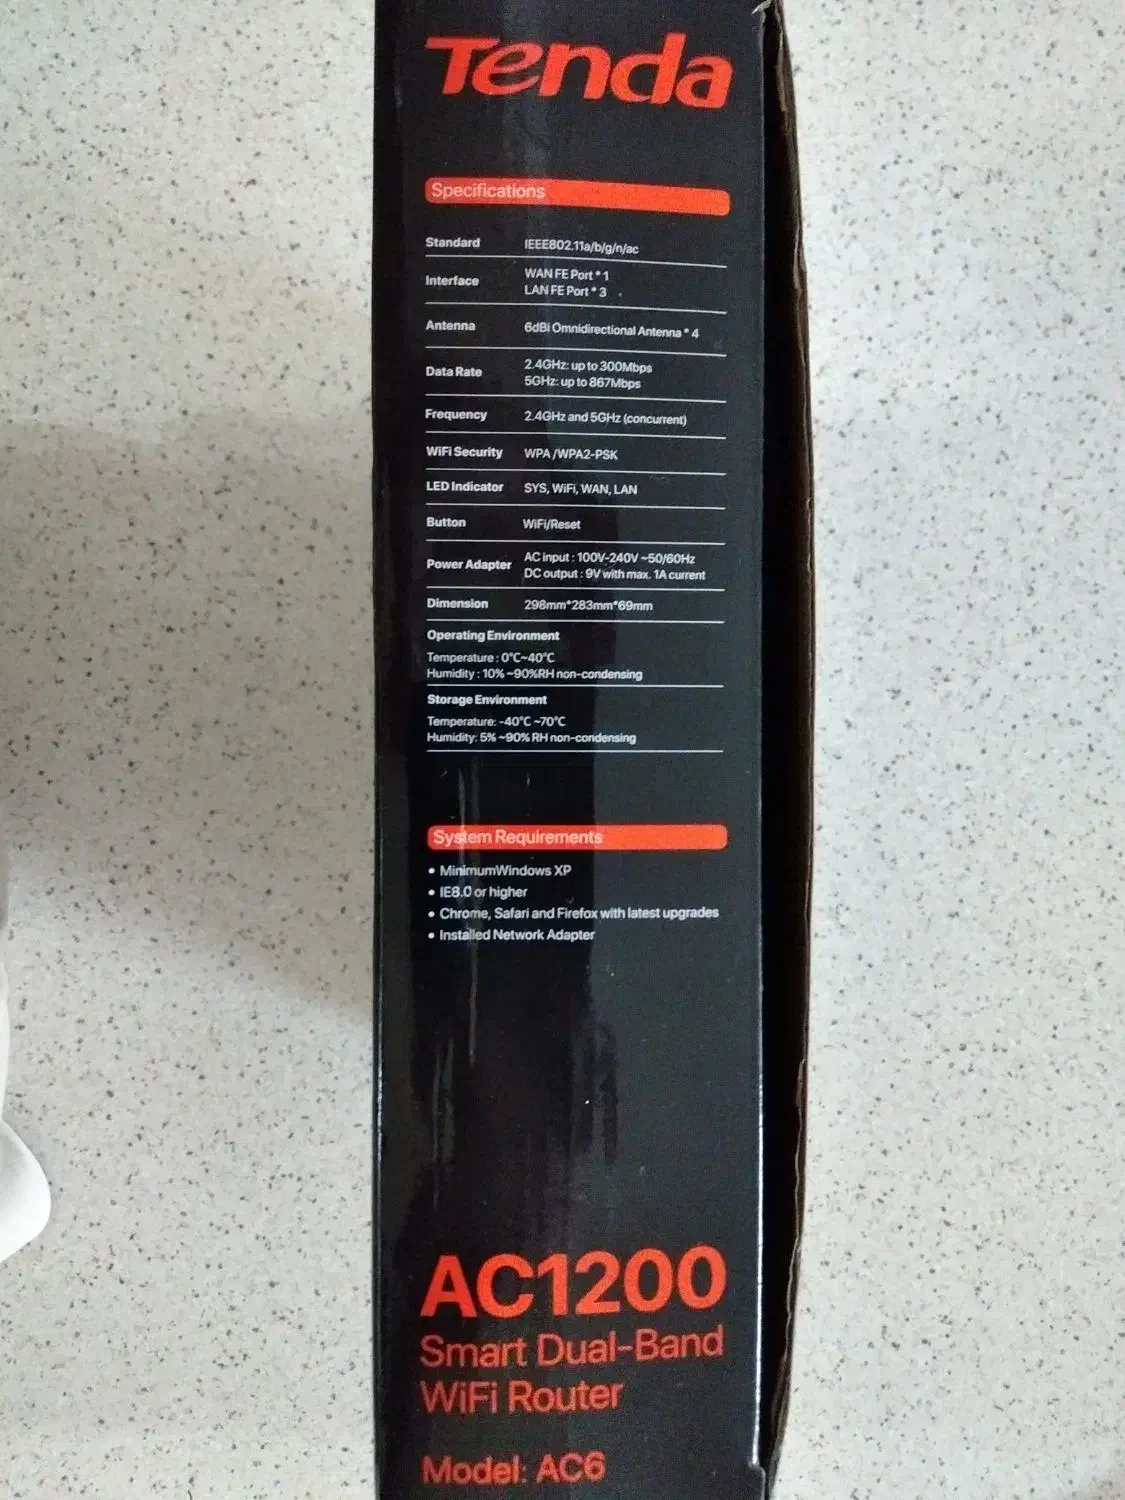 Tenda
Specifications
Standard IEEE802.11a/b/g/n/ac
Interface WAN FE Port * 1
LAN FE Port * 3
Antenna 6dBi Omnidirectional Antenna * 4
Data Rate 2.4GHz: up to 300Mbps
5GHz: up to 867Mbps
Frequency 2.4GHz and 5GHz (concurrent)
WiFi Security WPA /WPA2-PSK
LED Indicator SYS, WiFi, WAN, LAN
Button WiFi/Reset
Power Adapter AC input : 100V-240V ~50/60Hz
DC output : 9V with max. 1A current
Dimension 298mm*283mm*69mm
Operating Environment
Temperature : 0°C~40°C
Humidity : 10% ~90%RH non-condensing
Storage Environment
Temperature: -40°C ~70°C
Humidity: 5% ~90% RH non-condensing
System Requirements
• MinimumWindows XP
• IE8.0 or higher
• Chrome, Safari and Firefox with latest upgrades
• Installed Network Adapter
AC1200
Smart Dual-Band
WiFi Router
Model: AC6